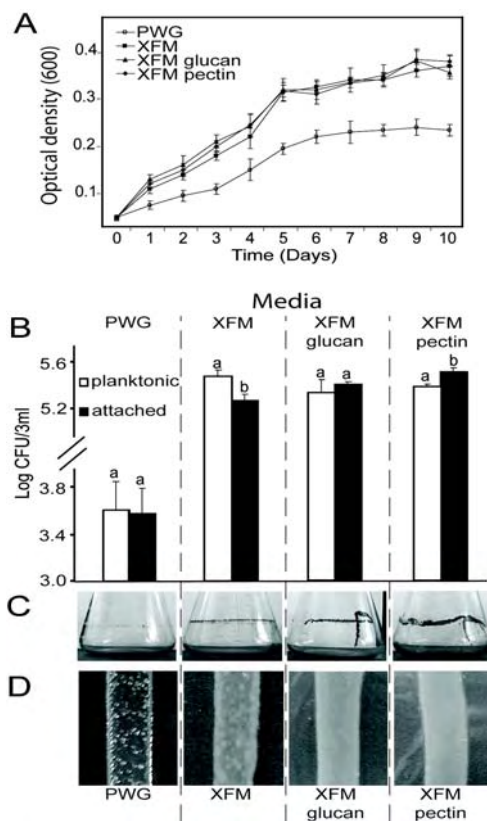 A
PWG
XFM
XFM glucan
XFM pectin
Optical density (600)
0.4
0.3
0.2
0.1
0 1 2 3 4 5 6 7 8 9 10
Time (Days)
Media
B
PWG XFM XFM glucan XFM pectin
planktonic
attached
Log CFU/3ml
5.6
5.2
3.8
3.4
3.0
a a a b a a a b
C
D
PWG XFM XFM glucan XFM pectin